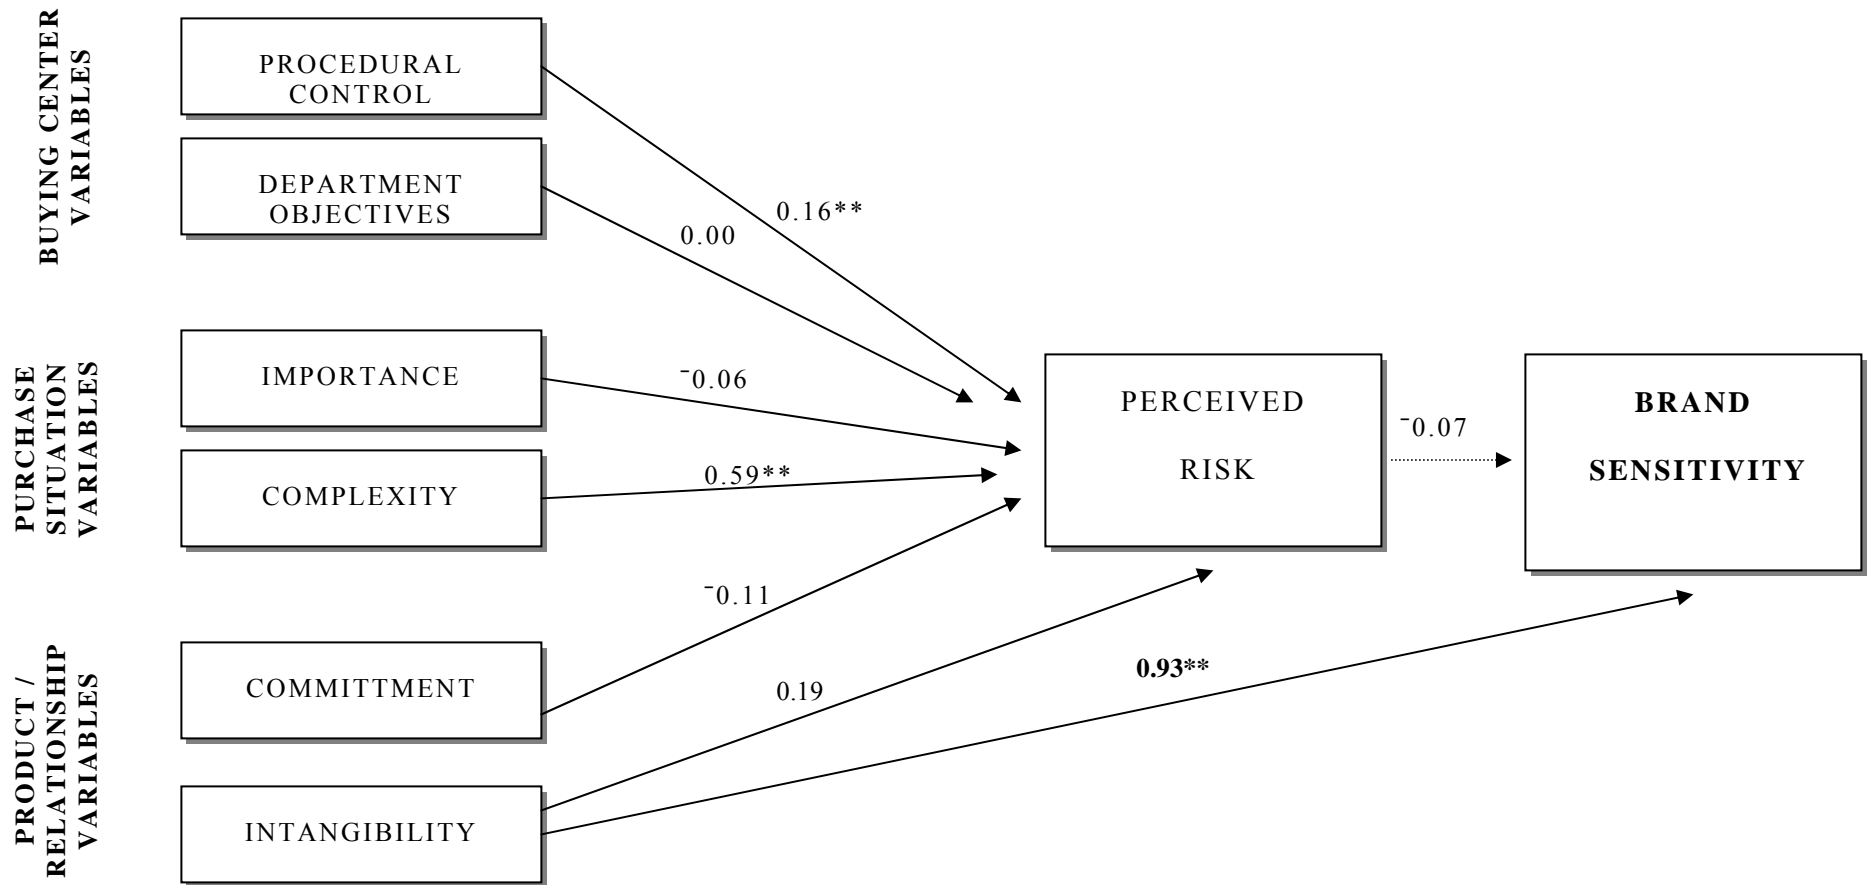 BUYING CENTER
VARIABLES
PROCEDURAL
CONTROL
DEPARTMENT
OBJECTIVES
0.16**
0.00
PURCHASE
SITUATION
VARIABLES
IMPORTANCE
COMPLEXITY
¯0.06
0.59**
PERCEIVED
RISK
¯0.07
BRAND
SENSITIVITY
PRODUCT /
RELATIONSHIP
VARIABLES
COMMITTMENT
INTANGIBILITY
¯0.11
0.19
0.93**